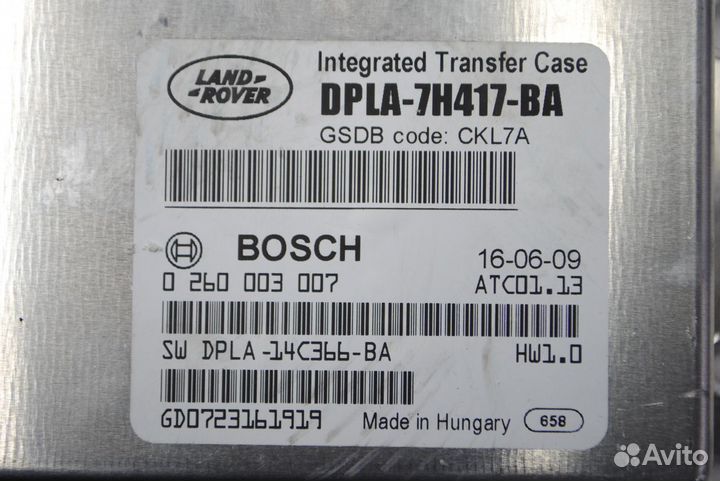 LAND-
ROVER
Integrated Transfer Case
DPLA-7H417-BA
GSDB code: CKL7A
BOSCH
16-06-09
0 260 003 007
ATC01.13
SW DPLA-14C366-BA
HW1.0
GD0723161919
Made in Hungary
658
Avito